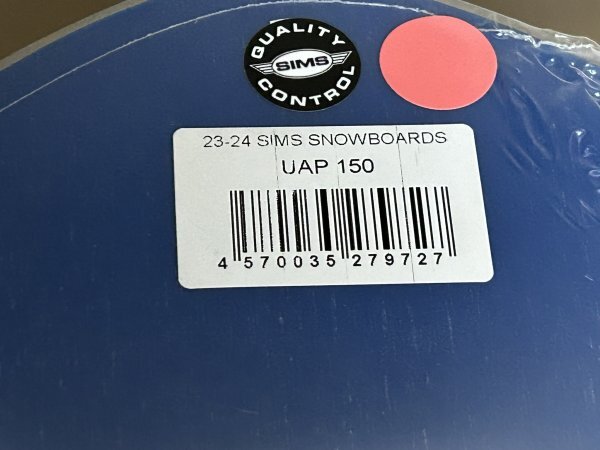 QUALITY
SIMS
CONTROL
23-24 SIMS SNOWBOARDS
UAP 150
4 570035 279727